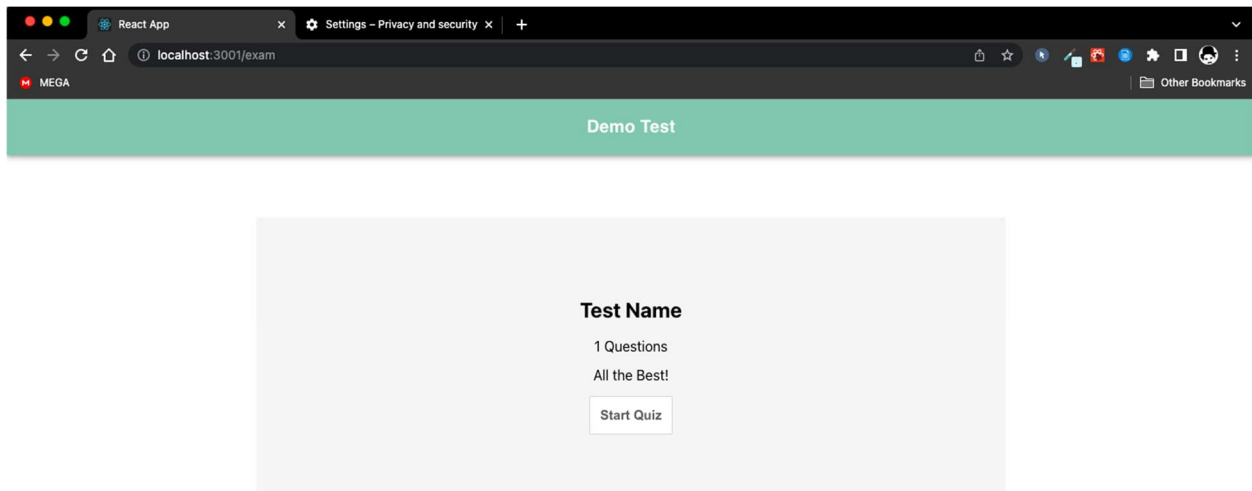 React App
Settings – Privacy and security
localhost:3001/exam
M MEGA
Other Bookmarks
Demo Test
Test Name
1 Questions
All the Best!
Start Quiz